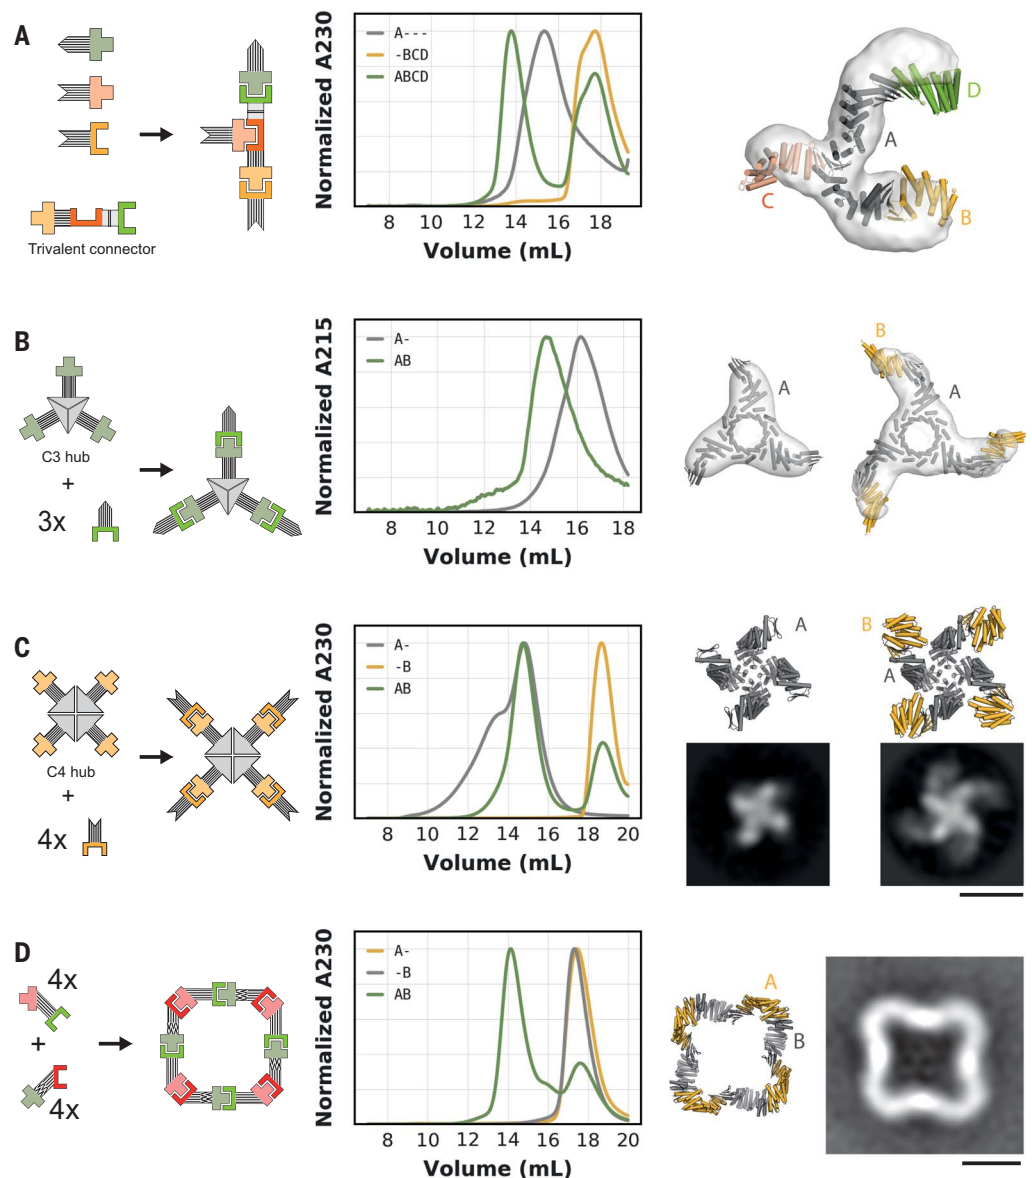 A
Trivalent connector
Normalized A230
A---
-BCD
ABCD
8 10 12 14 16 18
Volume (mL)
D
A
C
B
B
C3 hub
+
3x
Normalized A215
A-
AB
8 10 12 14 16 18
Volume (mL)
A
B
A
C
C4 hub
+
4x
Normalized A230
A-
-B
AB
8 10 12 14 16 18 20
Volume (mL)
A
B
A
D
4x
+
4x
Normalized A230
A-
-B
AB
8 10 12 14 16 18 20
Volume (mL)
A
B